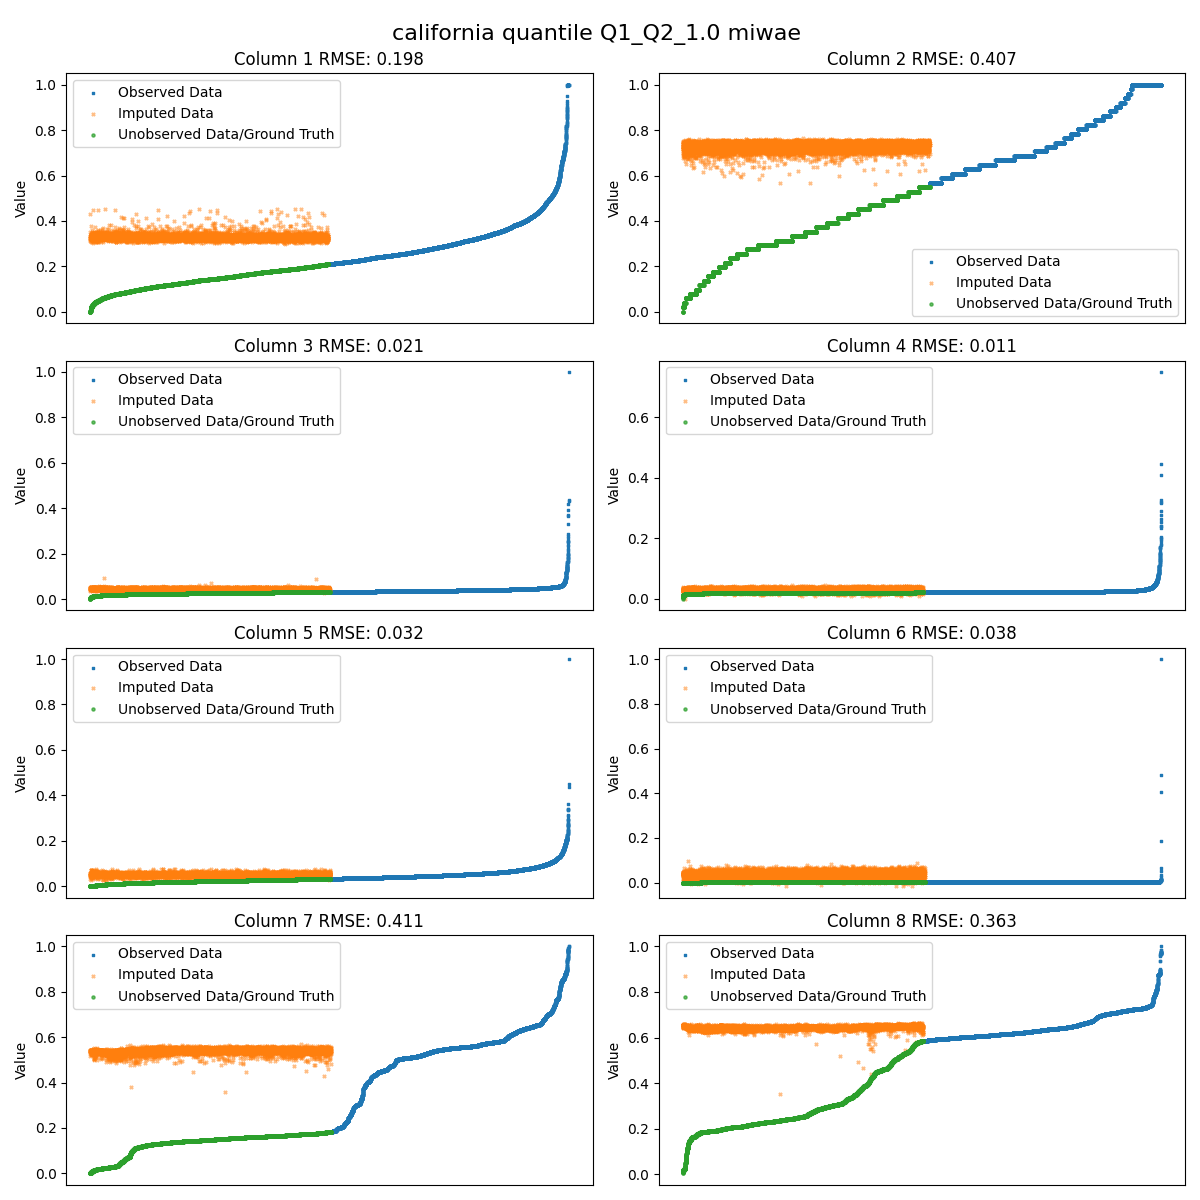 california quantile Q1_Q2_1.0 miwae
Column 1 RMSE: 0.198
Value
1.0
0.8
0.6
0.4
0.2
0.0
Observed Data
Imputed Data
Unobserved Data/Ground Truth
Column 2 RMSE: 0.407
Value
1.0
0.8
0.6
0.4
0.2
0.0
Observed Data
Imputed Data
Unobserved Data/Ground Truth
Column 3 RMSE: 0.021
Value
1.0
0.8
0.6
0.4
0.2
0.0
Observed Data
Imputed Data
Unobserved Data/Ground Truth
Column 4 RMSE: 0.011
Value
0.6
0.4
0.2
0.0
Observed Data
Imputed Data
Unobserved Data/Ground Truth
Column 5 RMSE: 0.032
Value
1.0
0.8
0.6
0.4
0.2
0.0
Observed Data
Imputed Data
Unobserved Data/Ground Truth
Column 6 RMSE: 0.038
Value
1.0
0.8
0.6
0.4
0.2
0.0
Observed Data
Imputed Data
Unobserved Data/Ground Truth
Column 7 RMSE: 0.411
Value
1.0
0.8
0.6
0.4
0.2
0.0
Observed Data
Imputed Data
Unobserved Data/Ground Truth
Column 8 RMSE: 0.363
Value
1.0
0.8
0.6
0.4
0.2
0.0
Observed Data
Imputed Data
Unobserved Data/Ground Truth